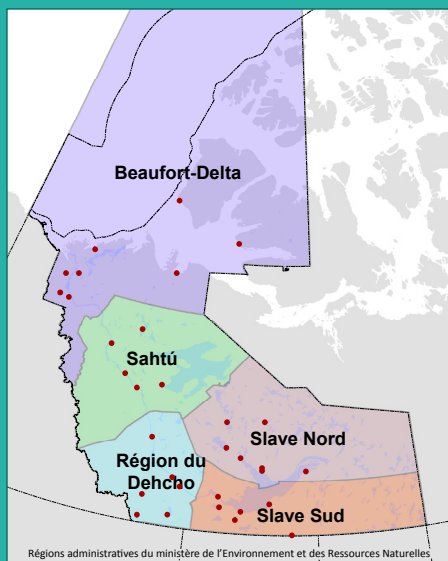 Beaufort-Delta
Sahtú
Slave Nord
Région du
Dehcho
Slave Sud
Régions administratives du ministère de l'Environnement et des Ressources Naturelles